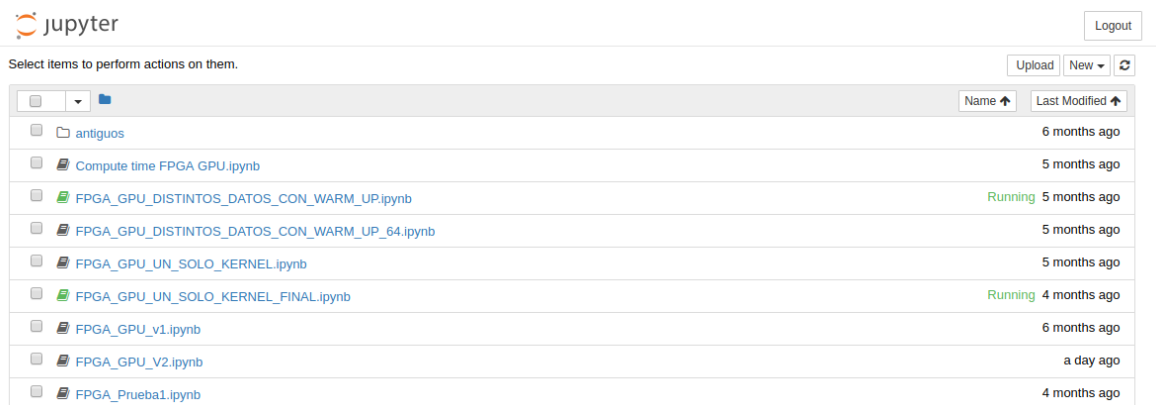 jupyter
Logout
Select items to perform actions on them.
Upload New
Name Last Modified
antiguos 6 months ago
Compute time FPGA GPU.ipynb 5 months ago
FPGA_GPU_DISTINTOS_DATOS_CON_WARM_UP.ipynb Running 5 months ago
FPGA_GPU_DISTINTOS_DATOS_CON_WARM_UP_64.ipynb 5 months ago
FPGA_GPU_UN_SOLO_KERNEL.ipynb 5 months ago
FPGA_GPU_UN_SOLO_KERNEL_FINAL.ipynb Running 4 months ago
FPGA_GPU_v1.ipynb 6 months ago
FPGA_GPU_V2.ipynb a day ago
FPGA_Prueba1.ipynb 4 months ago